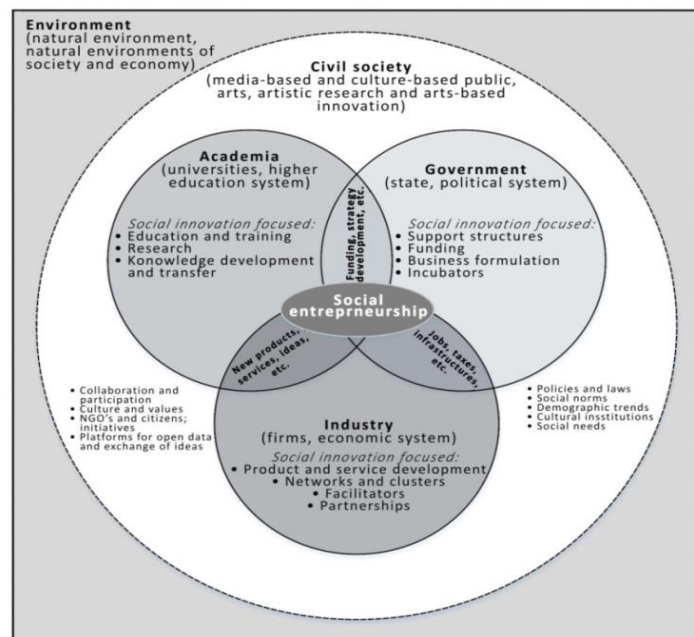 Environment
(natural environment,
natural environments of
society and economy)
Civil society
(media-based and culture-based public,
arts, artistic research and arts-based
innovation)
Academia
(universities, higher
education system)
Social innovation focused:
• Education and training
• Research
• Konowledge development
and transfer
Funding, strategy
development, etc.
Government
(state, political system)
Social innovation focused:
• Support structures
• Funding
• Business formulation
• Incubators
Social
entreprneurship
New products,
services, ideas,
etc.
Jobs, taxes,
infrastructures,
etc.
• Collaboration and
participation
• Culture and values
• NGO's and citizens;
initiatives
• Platforms for open data
and exchange of ideas
• Policies and laws
• Social norms
• Demographic trends
• Cultural insstitutions
• Social needs
Industry
(firms, economic system)
Social innovation focused:
• Product and service development
• Networks and clusters
• Facilitators
• Partnerships